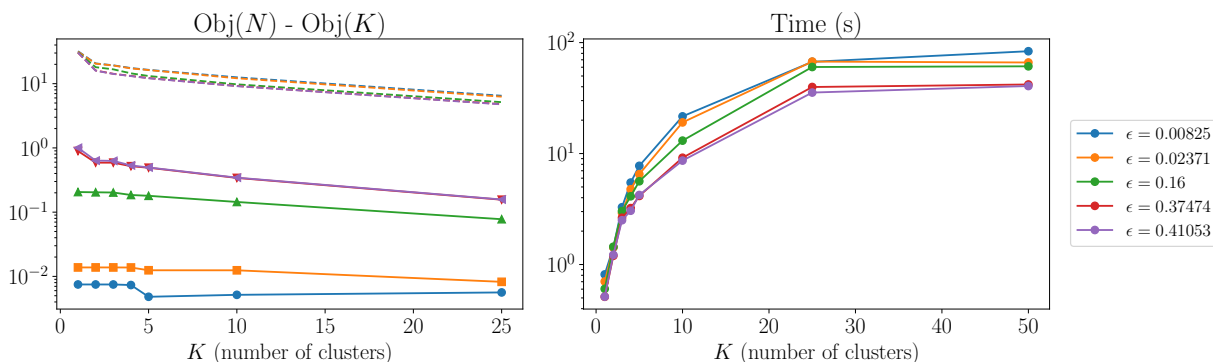 Obj(N) - Obj(K)
10^1
10^0
10^{-1}
10^{-2}
0 5 10 15 20 25
K (number of clusters)
Time (s)
10^2
10^1
10^0
0 10 20 30 40 50
K (number of clusters)
ϵ = 0.00825
ϵ = 0.02371
ϵ = 0.16
ϵ = 0.37474
ϵ = 0.41053